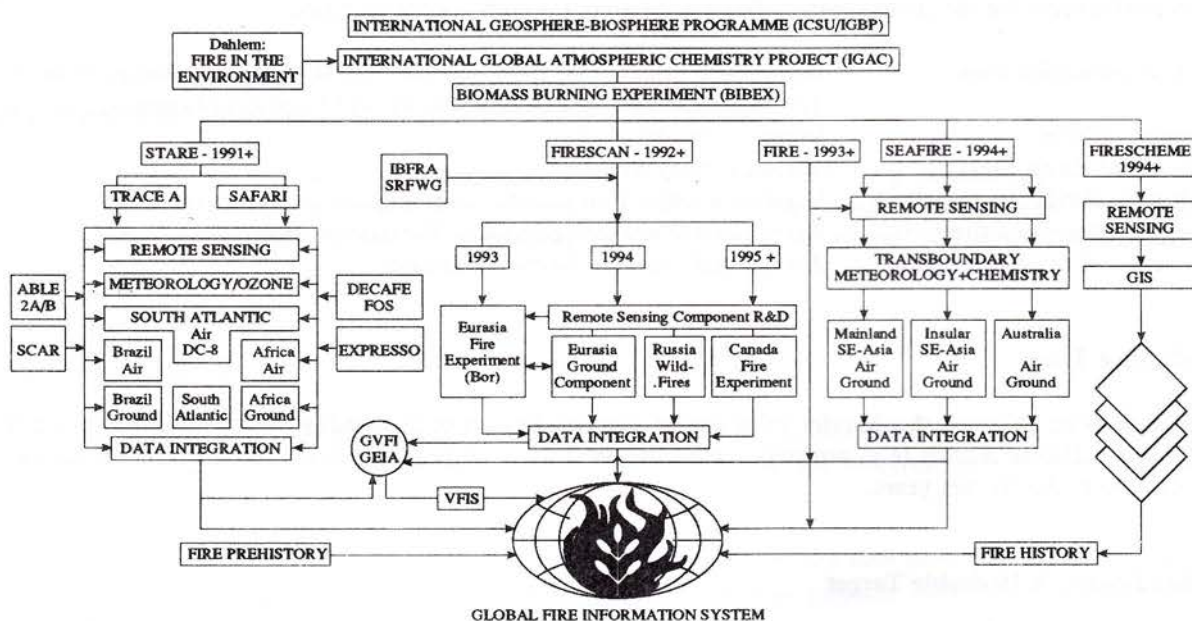 INTERNATIONAL GEOSPHERE-BIOSPHERE PROGRAMME (ICSU/IGBP)
Dahlem:
FIRE IN THE
ENVIRONMENT
INTERNATIONAL GLOBAL ATMOSPHERIC CHEMISTRY PROJECT (IGAC)
BIOMASS BURNING EXPERIMENT (BIBEX)
STARE - 1991+
FIRESCAN - 1992+
FIRE - 1993+
SEAFIRE - 1994+
FIRESCHEME
1994+
IBFRA
SRFWG
TRACE A
SAFARI
REMOTE SENSING
REMOTE
SENSING
REMOTE SENSING
1993
1994
1995 +
TRANSBOUNDARY
METEOROLOGY+CHEMISTRY
GIS
ABLE
2A/B
METEOROLOGY/OZONE
DECAFE
FOS
SOUTH ATLANTIC
Air
DC-8
SCAR
EXPRESSO
Brazil
Air
Africa
Air
Brazil
Ground
South
Atlantic
Africa
Ground
DATA INTEGRATION
Eurasia
Fire
Experiment
(Bor)
Remote Sensing Component R&D
Eurasia
Ground
Component
Russia
Wild-
.Fires
Canada
Fire
Experiment
DATA INTEGRATION
Mainland
SE-Asia
Air
Ground
Insular
SE-Asia
Air
Ground
Australia
Air
Ground
DATA INTEGRATION
GVFI
GEIA
VFIS
FIRE PREHISTORY
FIRE HISTORY
GLOBAL FIRE INFORMATION SYSTEM